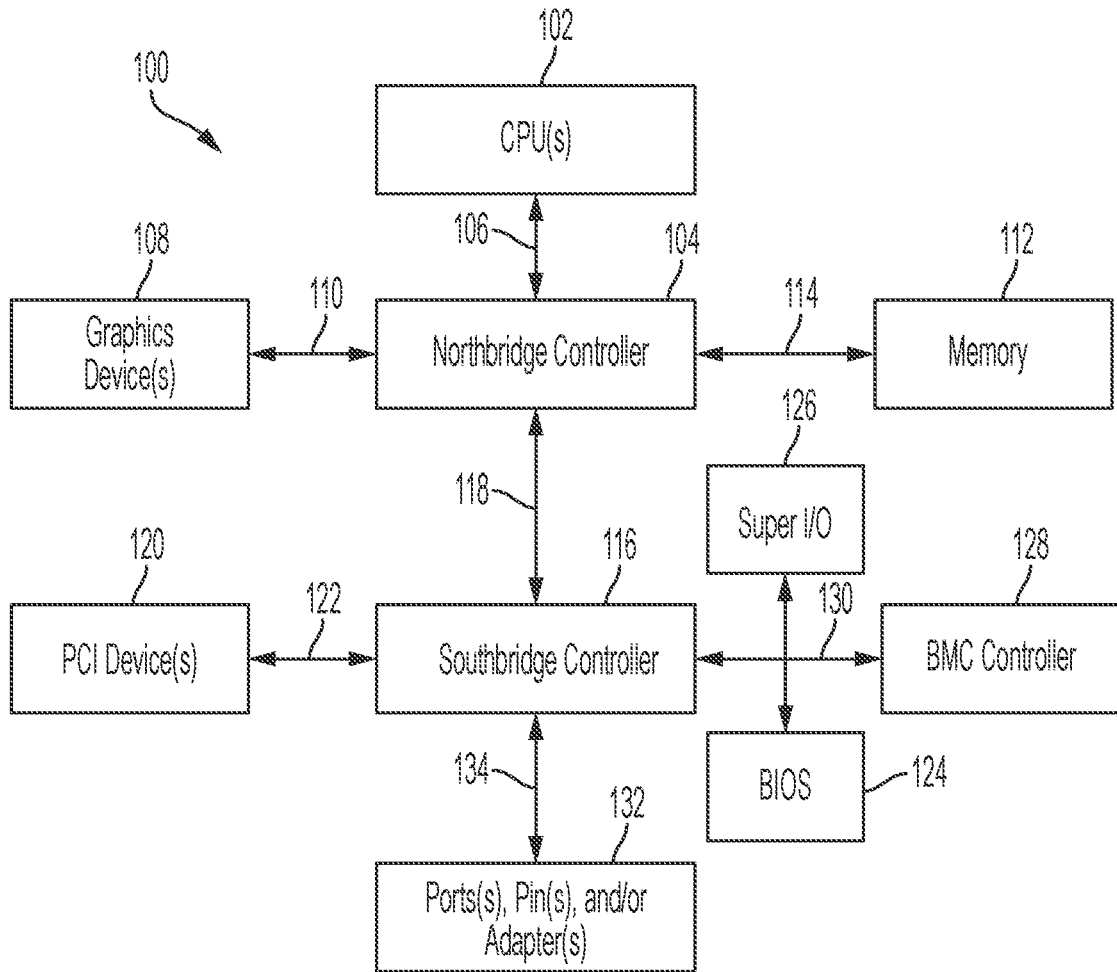 102
100
CPU(s)
106
104
108
110
114
112
Graphics
Device(s)
Northbridge Controller
Memory
126
118
Super I/O
120
116
128
122
130
PCI Device(s)
Southbridge Controller
BMC Controller
134
132
BIOS
124
Ports(s), Pin(s), and/or
Adapter(s)